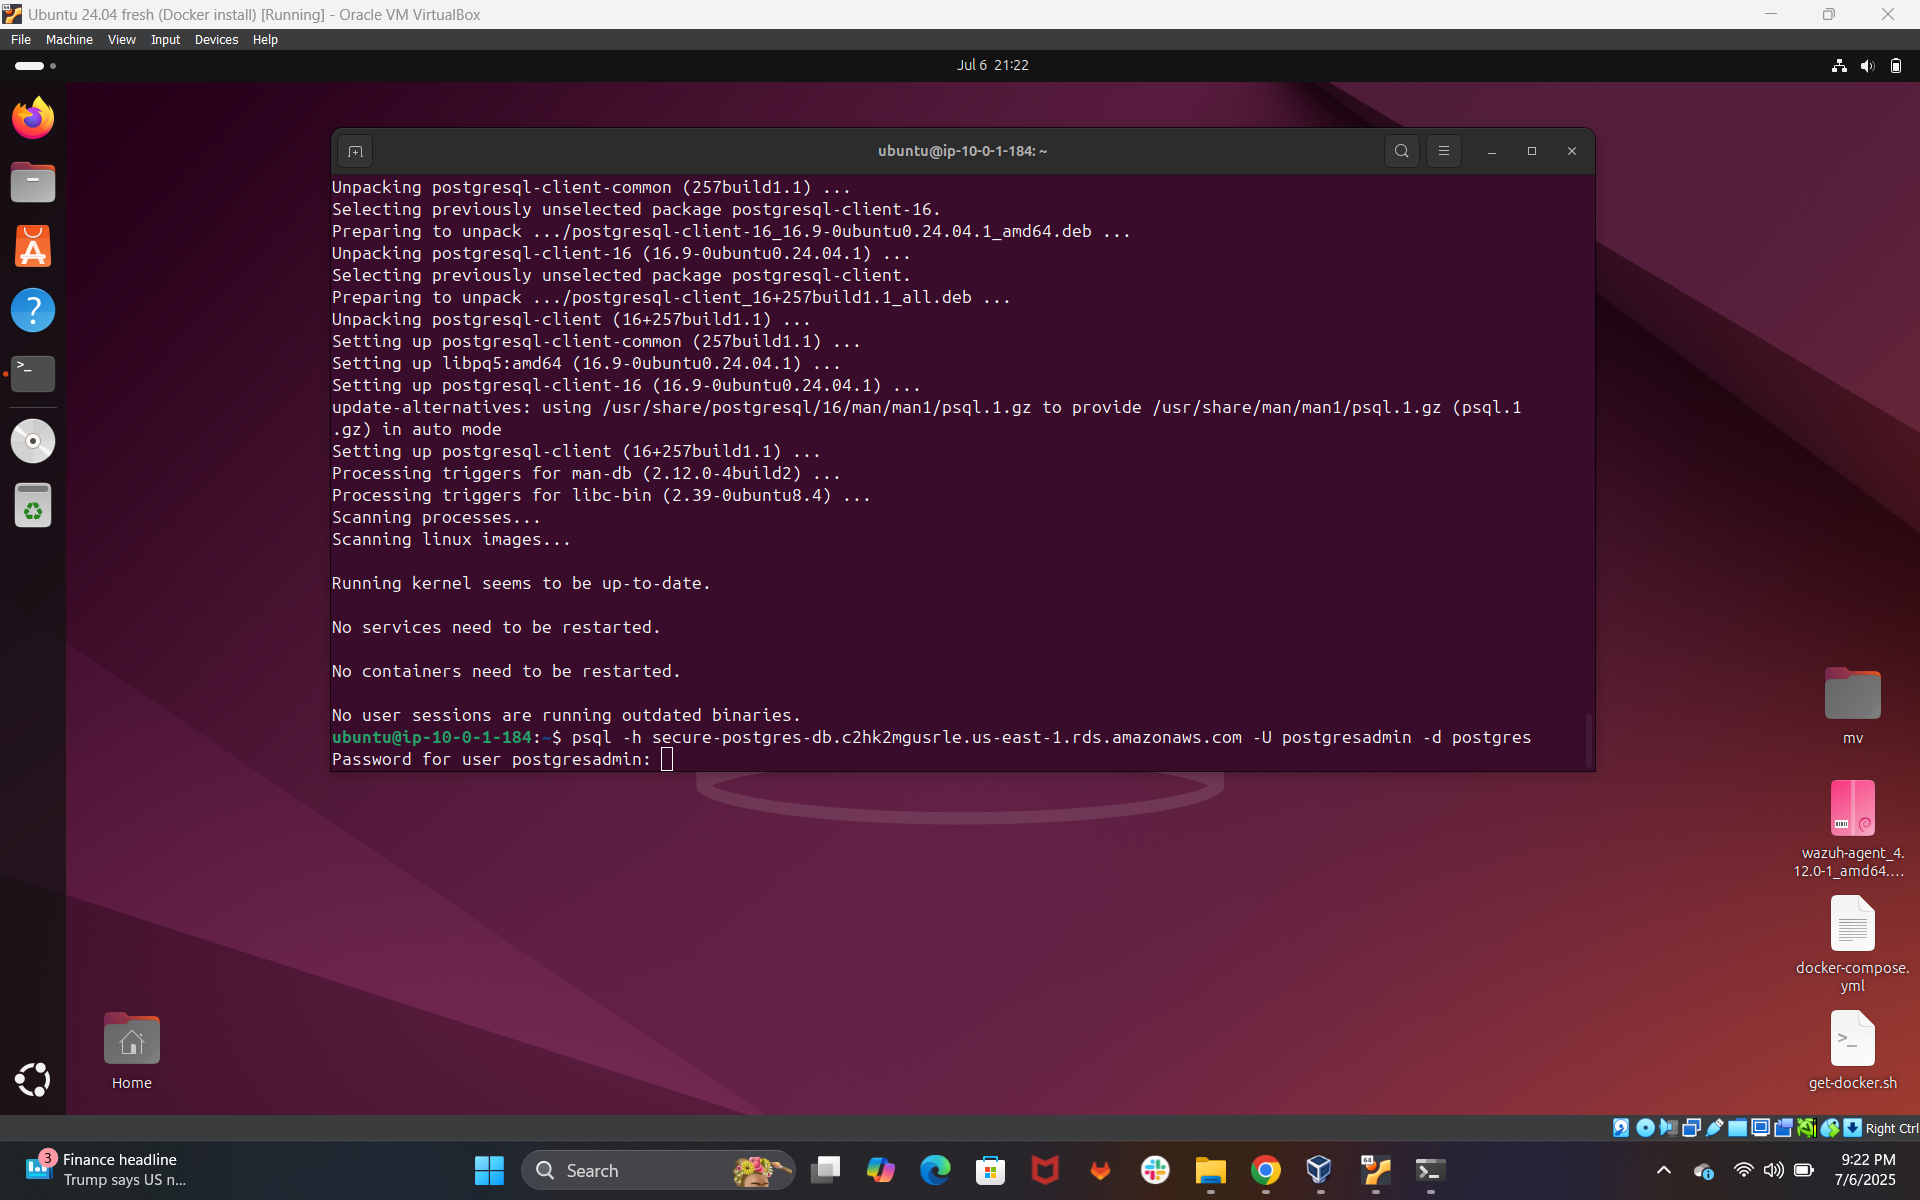 Ubuntu 24.04 fresh (Docker install) [Running] - Oracle VM VirtualBox
File Machine View Input Devices Help
Jul 6 21:22
ubuntu@ip-10-0-1-184: ~
Unpacking postgresql-client-common (257build1.1) ...
Selecting previously unselected package postgresql-client-16.
Preparing to unpack .../postgresql-client-16_16.9-0ubuntu0.24.04.1_amd64.deb ...
Unpacking postgresql-client-16 (16.9-0ubuntu0.24.04.1) ...
Selecting previously unselected package postgresql-client.
Preparing to unpack .../postgresql-client_16+257build1.1_all.deb ...
Unpacking postgresql-client (16+257build1.1) ...
Setting up postgresql-client-common (257build1.1) ...
Setting up libpq5:amd64 (16.9-0ubuntu0.24.04.1) ...
Setting up postgresql-client-16 (16.9-0ubuntu0.24.04.1) ...
update-alternatives: using /usr/share/postgresql/16/man/man1/psql.1.gz to provide /usr/share/man/man1/psql.1.gz (psql.1
.gz) in auto mode
Setting up postgresql-client (16+257build1.1) ...
Processing triggers for man-db (2.12.0-4build2) ...
Processing triggers for libc-bin (2.39-0ubuntu8.4) ...
Scanning processes...
Scanning linux images...
Running kernel seems to be up-to-date.
No services need to be restarted.
No containers need to be restarted.
No user sessions are running outdated binaries.
ubuntu@ip-10-0-1-184:~$ psql -h secure-postgres-db.c2hk2mgusrle.us-east-1.rds.amazonaws.com -U postgresadmin -d postgres
Password for user postgresadmin:
mv
wazuh-agent_4.
12.0-1_amd64....
docker-compose.
yml
get-docker.sh
Home
Right Ctrl
3
Finance headline
Trump says US n...
Search
64
9:22 PM
7/6/2025